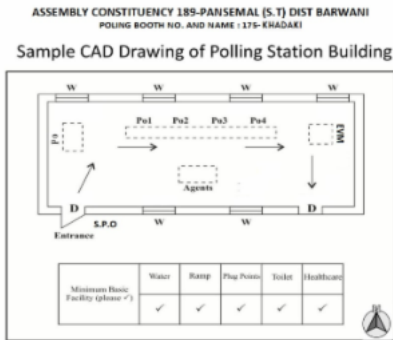 ASSEMBLY CONSTITUENCY 189-PANSEMAL (S.T) DIST BARWANI
POLING BOOTH NO. AND NAME : 175- KHADAKI
Sample CAD Drawing of Polling Station Building
W W W W
Po Po1 Po2 Po3 Po4 EVM
Agents
D D
S.P.O
Entrance W W
Minimum Basic Facility (please ✓) Water Ramp Plug Points Toilet Healthcare
✓ ✓ ✓ ✓ ✓
N